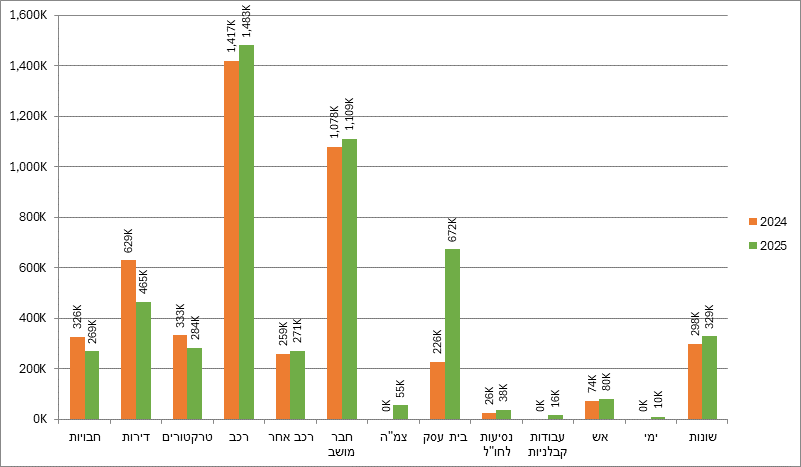 1,600K
1,400K
1,200K
1,000K
800K
600K
400K
200K
0K
326K
269K
629K
465K
333K
284K
1,417K
1,483K
259K
271K
1,078K
1,109K
0K
55K
226K
672K
26K
38K
0K
16K
74K
80K
0K
10K
298K
329K
חבויות
דירות
טרקטורים
רכב
רכב אחר
חבר
מושב
צמ"ה
בית עסק
נסיעות
לחו"ל
עבודות
קבלניות
אש
ימי
שונות
2024
2025